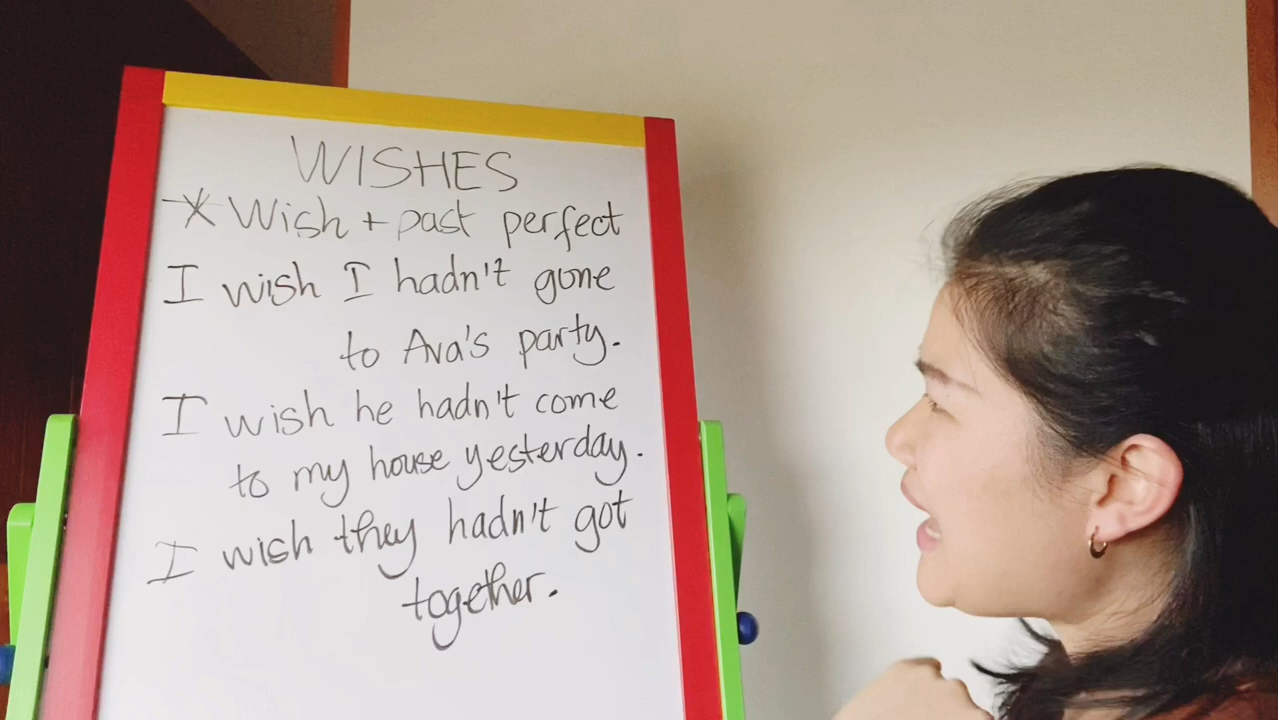 WISHES
* Wish + past perfect
I wish I hadn't gone
to Ava's party.
I wish he hadn't come
to my house yesterday.
I wish they hadn't got
together.